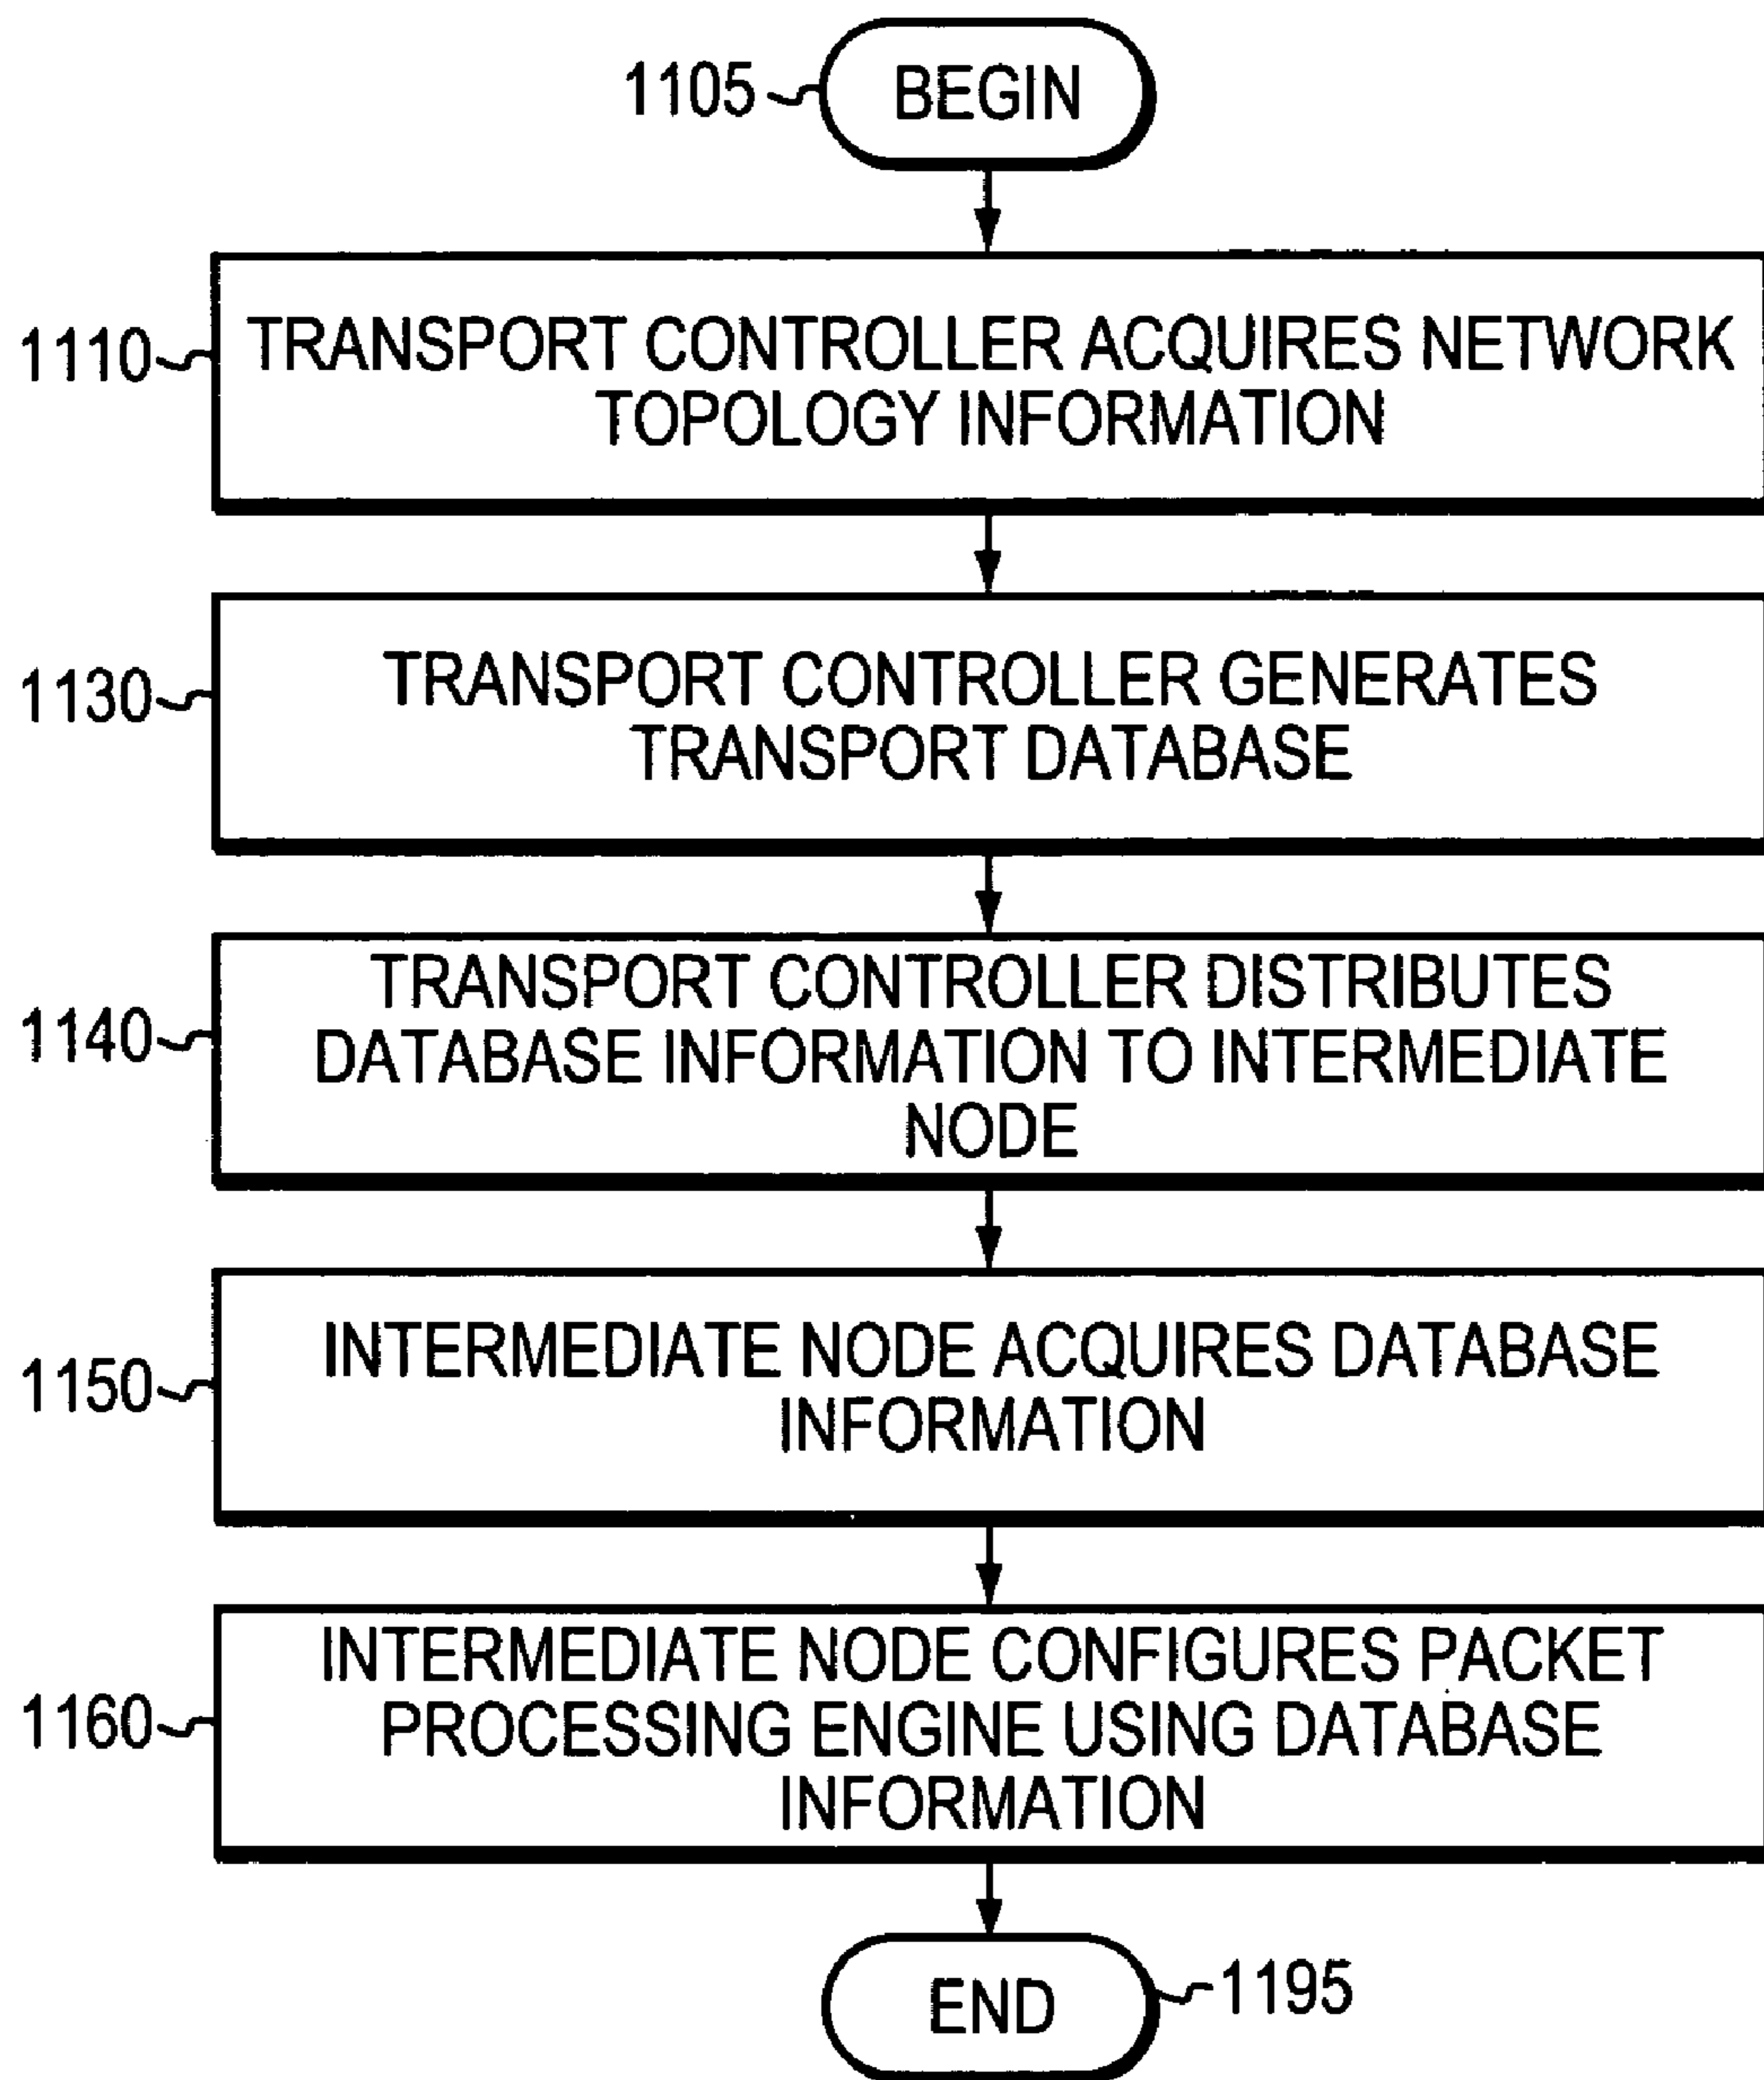 1105
BEGIN
1110
TRANSPORT CONTROLLER ACQUIRES NETWORK
TOPOLOGY INFORMATION
1130
TRANSPORT CONTROLLER GENERATES
TRANSPORT DATABASE
1140
TRANSPORT CONTROLLER DISTRIBUTES
DATABASE INFORMATION TO INTERMEDIATE
NODE
1150
INTERMEDIATE NODE ACQUIRES DATABASE
INFORMATION
1160
INTERMEDIATE NODE CONFIGURES PACKET
PROCESSING ENGINE USING DATABASE
INFORMATION
END
1195